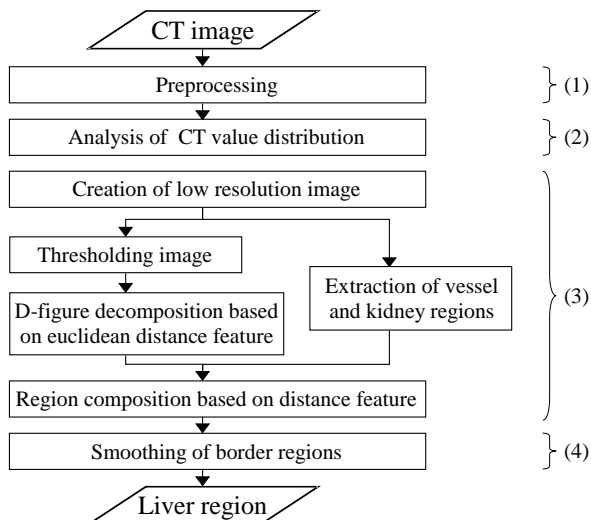 CT image
Preprocessing
(1)
Analysis of CT value distribution
(2)
Creation of low resolution image
Thresholding image
Extraction of vessel
and kidney regions
D-figure decomposition based
on euclidean distance feature
(3)
Region composition based on distance feature
Smoothing of border regions
(4)
Liver region